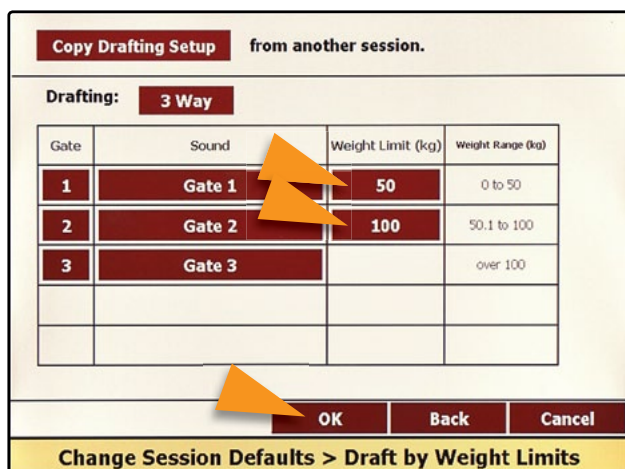 Copy Drafting Setup from another session.
Drafting: 3 Way
Gate Sound Weight Limit (kg) Weight Range (kg)
1 Gate 1 50 0 to 50
2 Gate 2 100 50.1 to 100
3 Gate 3 over 100
OK Back Cancel
Change Session Defaults > Draft by Weight Limits